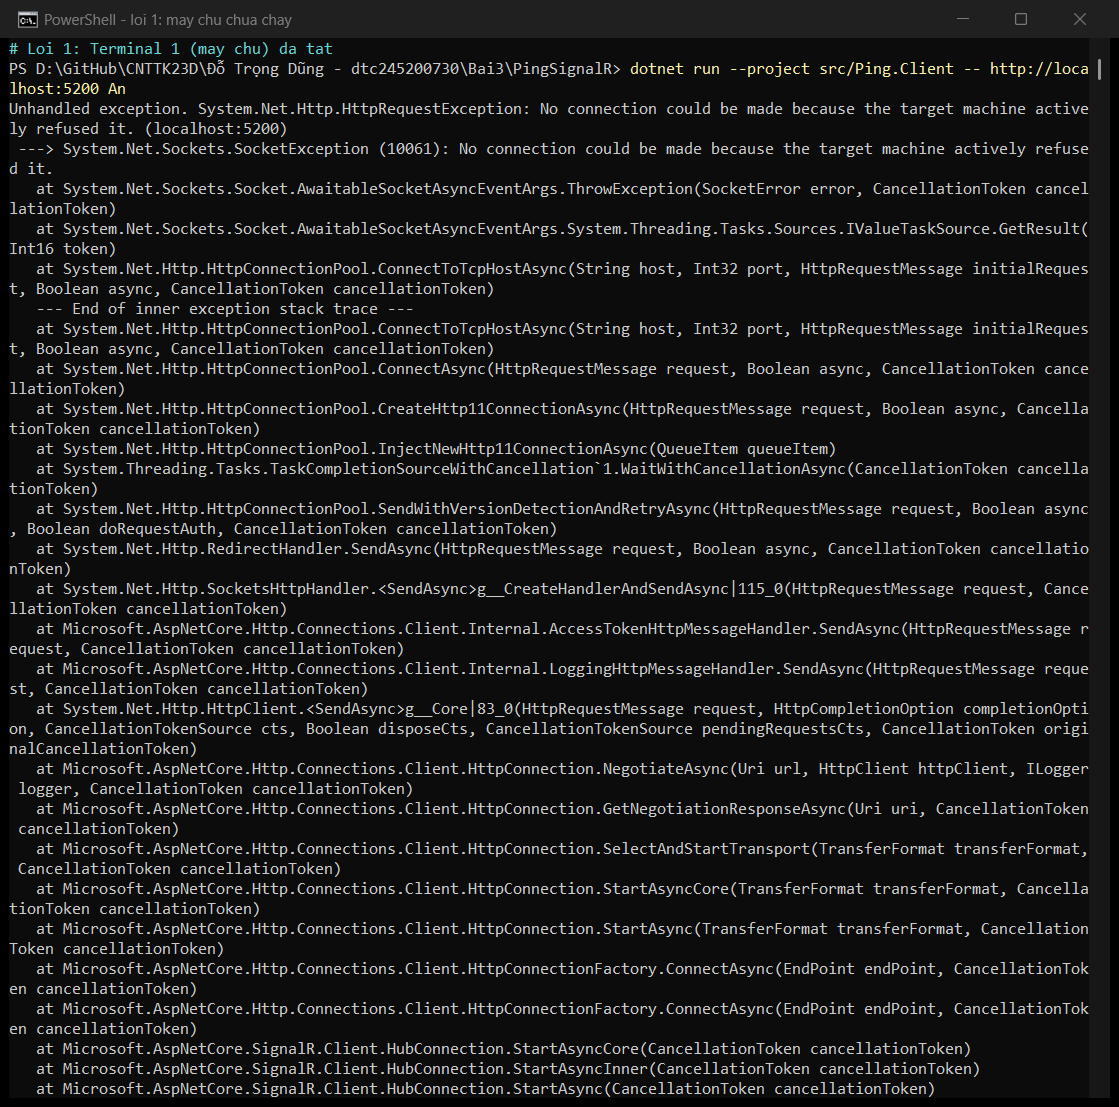 PowerShell - loi 1: may chu chua chay
# Loi 1: Terminal 1 (may chu) da tat
PS D:\GitHub\CNTTK23D\Đỗ Trọng Dũng - dtc245200730\Bai3\PingSignalR> dotnet run --project src/Ping.Client -- http://loca
lhost:5200 An
Unhandled exception. System.Net.Http.HttpRequestException: No connection could be made because the target machine active
ly refused it. (localhost:5200)
 ---> System.Net.Sockets.SocketException (10061): No connection could be made because the target machine actively refuse
d it.
   at System.Net.Sockets.Socket.AwaitableSocketAsyncEventArgs.ThrowException(SocketError error, CancellationToken cancel
lationToken)
   at System.Net.Sockets.Socket.AwaitableSocketAsyncEventArgs.System.Threading.Tasks.Sources.IValueTaskSource.GetResult(
Int16 token)
   at System.Net.Http.HttpConnectionPool.ConnectToTcpHostAsync(String host, Int32 port, HttpRequestMessage initialReques
t, Boolean async, CancellationToken cancellationToken)
   --- End of inner exception stack trace ---
   at System.Net.Http.HttpConnectionPool.ConnectToTcpHostAsync(String host, Int32 port, HttpRequestMessage initialReques
t, Boolean async, CancellationToken cancellationToken)
   at System.Net.Http.HttpConnectionPool.ConnectAsync(HttpRequestMessage request, Boolean async, CancellationToken cance
llationToken)
   at System.Net.Http.HttpConnectionPool.CreateHttp11ConnectionAsync(HttpRequestMessage request, Boolean async, Cancella
tionToken cancellationToken)
   at System.Net.Http.HttpConnectionPool.InjectNewHttp11ConnectionAsync(QueueItem queueItem)
   at System.Threading.Tasks.TaskCompletionSourceWithCancellation`1.WaitWithCancellationAsync(CancellationToken cancella
tionToken)
   at System.Net.Http.HttpConnectionPool.SendWithVersionDetectionAndRetryAsync(HttpRequestMessage request, Boolean async
, Boolean doRequestAuth, CancellationToken cancellationToken)
   at System.Net.Http.RedirectHandler.SendAsync(HttpRequestMessage request, Boolean async, CancellationToken cancellatio
nToken)
   at System.Net.Http.SocketsHttpHandler.<SendAsync>g__CreateHandlerAndSendAsync|115_0(HttpRequestMessage request, Cance
llationToken cancellationToken)
   at Microsoft.AspNetCore.Http.Connections.Client.Internal.AccessTokenHttpMessageHandler.SendAsync(HttpRequestMessage r
equest, CancellationToken cancellationToken)
   at Microsoft.AspNetCore.Http.Connections.Client.Internal.LoggingHttpMessageHandler.SendAsync(HttpRequestMessage reque
st, CancellationToken cancellationToken)
   at System.Net.Http.HttpClient.<SendAsync>g__Core|83_0(HttpRequestMessage request, HttpCompletionOption completionOpti
on, CancellationTokenSource cts, Boolean disposeCts, CancellationTokenSource pendingRequestsCts, CancellationToken origi
nalCancellationToken)
   at Microsoft.AspNetCore.Http.Connections.Client.HttpConnection.NegotiateAsync(Uri url, HttpClient httpClient, ILogger
 logger, CancellationToken cancellationToken)
   at Microsoft.AspNetCore.Http.Connections.Client.HttpConnection.GetNegotiationResponseAsync(Uri uri, CancellationToken
 cancellationToken)
   at Microsoft.AspNetCore.Http.Connections.Client.HttpConnection.SelectAndStartTransport(TransferFormat transferFormat,
 CancellationToken cancellationToken)
   at Microsoft.AspNetCore.Http.Connections.Client.HttpConnection.StartAsyncCore(TransferFormat transferFormat, Cancella
tionToken cancellationToken)
   at Microsoft.AspNetCore.Http.Connections.Client.HttpConnection.StartAsync(TransferFormat transferFormat, Cancellation
Token cancellationToken)
   at Microsoft.AspNetCore.Http.Connections.Client.HttpConnectionFactory.ConnectAsync(EndPoint endPoint, CancellationTok
en cancellationToken)
   at Microsoft.AspNetCore.Http.Connections.Client.HttpConnectionFactory.ConnectAsync(EndPoint endPoint, CancellationTok
en cancellationToken)
   at Microsoft.AspNetCore.SignalR.Client.HubConnection.StartAsyncCore(CancellationToken cancellationToken)
   at Microsoft.AspNetCore.SignalR.Client.HubConnection.StartAsyncInner(CancellationToken cancellationToken)
   at Microsoft.AspNetCore.SignalR.Client.HubConnection.StartAsync(CancellationToken cancellationToken)